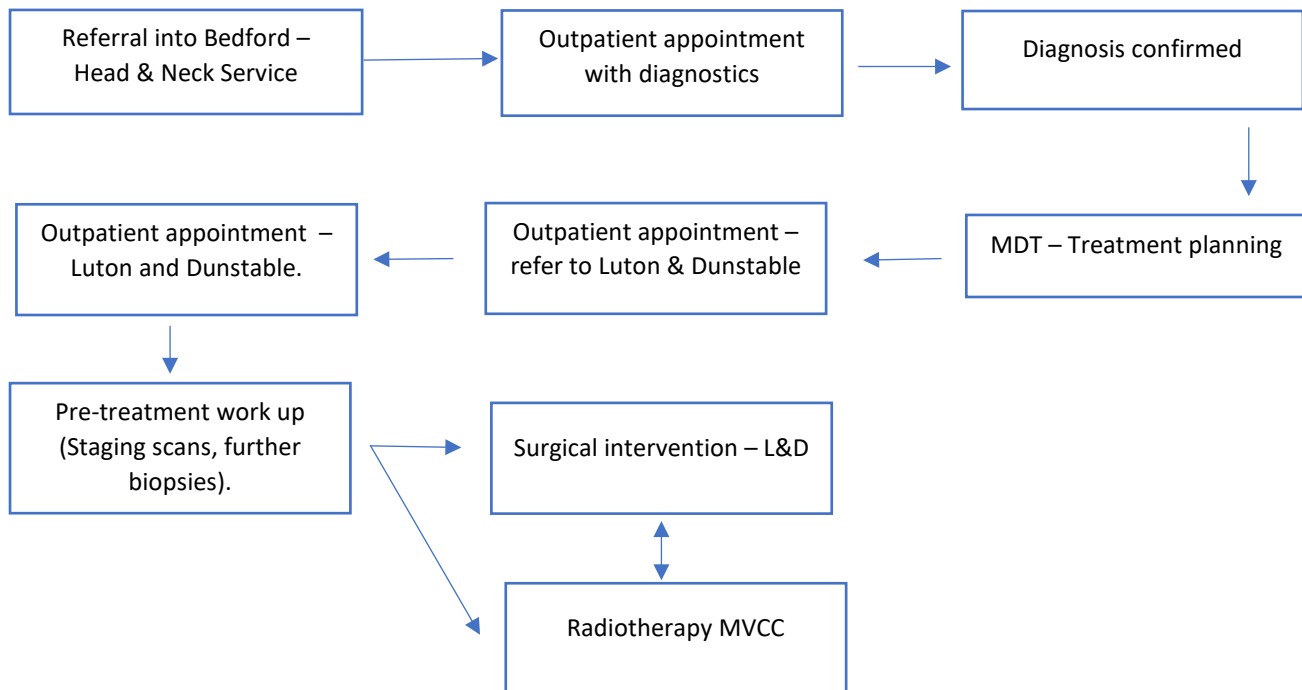 Referral into Bedford –
Head & Neck Service
Outpatient appointment
with diagnostics
Diagnosis confirmed
MDT – Treatment planning
Outpatient appointment –
refer to Luton & Dunstable
Outpatient appointment –
Luton and Dunstable.
Pre-treatment work up
(Staging scans, further
biopsies).
Surgical intervention – L&D
Radiotherapy MVCC